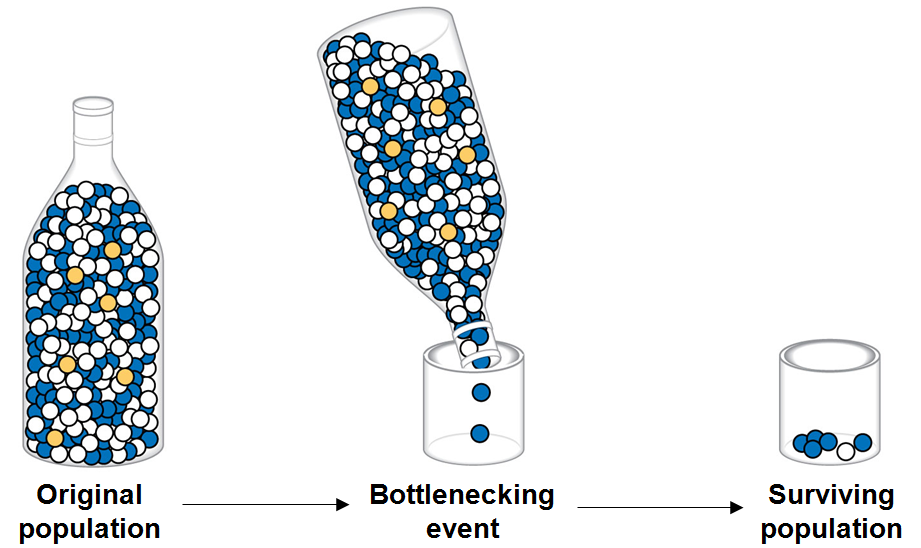 Original
population
Bottlenecking
event
Surviving
population